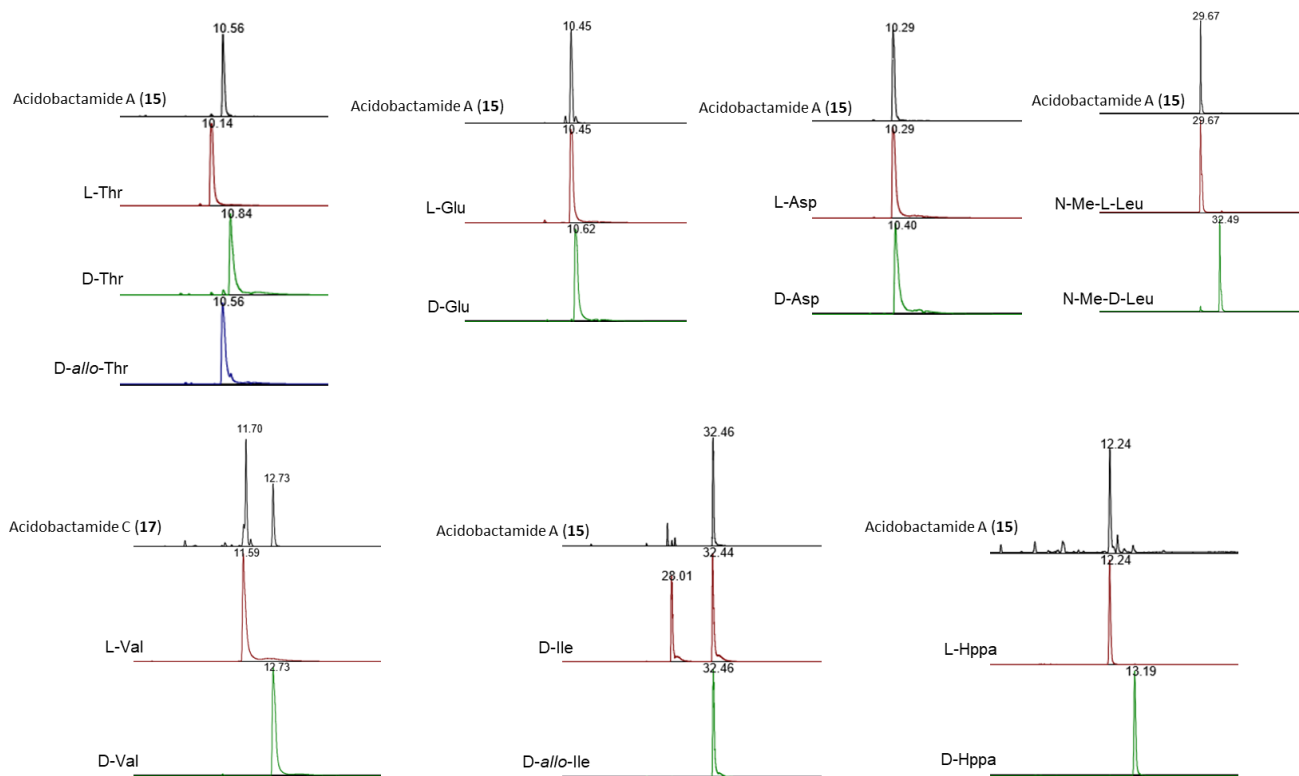 10.56
Acidobactamide A (15)
10.14
L-Thr
10.84
D-Thr
10.56
D-allo-Thr
10.45
Acidobactamide A (15)
10.45
L-Glu
10.62
D-Glu
10.29
Acidobactamide A (15)
10.29
L-Asp
10.40
D-Asp
29.67
Acidobactamide A (15)
29.67
N-Me-L-Leu
32.49
N-Me-D-Leu
11.70
12.73
Acidobactamide C (17)
11.59
L-Val
12.73
D-Val
32.46
Acidobactamide A (15)
32.44
28.01
D-Ile
32.46
D-allo-Ile
12.24
Acidobactamide A (15)
12.24
L-Hppa
13.19
D-Hppa